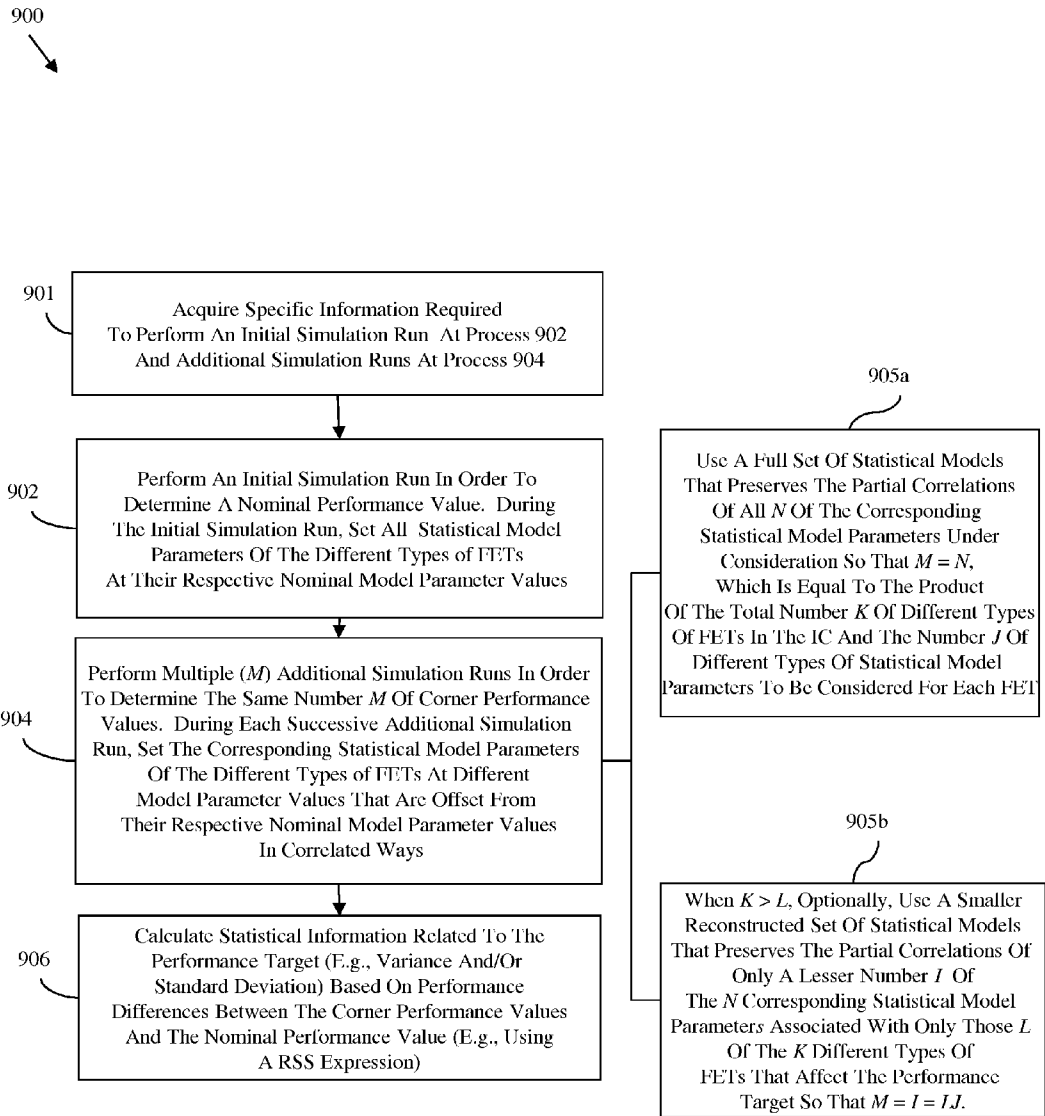 900
901
Acquire Specific Information Required
To Perform An Initial Simulation Run At Process 902
And Additional Simulation Runs At Process 904
902
Perform An Initial Simulation Run In Order To
Determine A Nominal Performance Value. During
The Initial Simulation Run, Set All Statistical Model
Parameters Of The Different Types of FETs
At Their Respective Nominal Model Parameter Values
904
Perform Multiple (M) Additional Simulation Runs In Order
To Determine The Same Number M Of Corner Performance
Values. During Each Successive Additional Simulation
Run, Set The Corresponding Statistical Model Parameters
Of The Different Types of FETs At Different
Model Parameter Values That Are Offset From
Their Respective Nominal Model Parameter Values
In Correlated Ways
906
Calculate Statistical Information Related To The
Performance Target (E.g., Variance And/Or
Standard Deviation) Based On Performance
Differences Between The Corner Performance Values
And The Nominal Performance Value (E.g., Using
A RSS Expression)
905a
Use A Full Set Of Statistical Models
That Preserves The Partial Correlations
Of All N Of The Corresponding
Statistical Model Parameters Under
Consideration So That M = N,
Which Is Equal To The Product
Of The Total Number K Of Different Types
Of FETs In The IC And The Number J Of
Different Types Of Statistical Model
Parameters To Be Considered For Each FET
905b
When K > L, Optionally, Use A Smaller
Reconstructed Set Of Statistical Models
That Preserves The Partial Correlations Of
Only A Lesser Number I Of
The N Corresponding Statistical Model
Parameters Associated With Only Those L
Of The K Different Types Of
FETs That Affect The Performance
Target So That M = I = LJ.